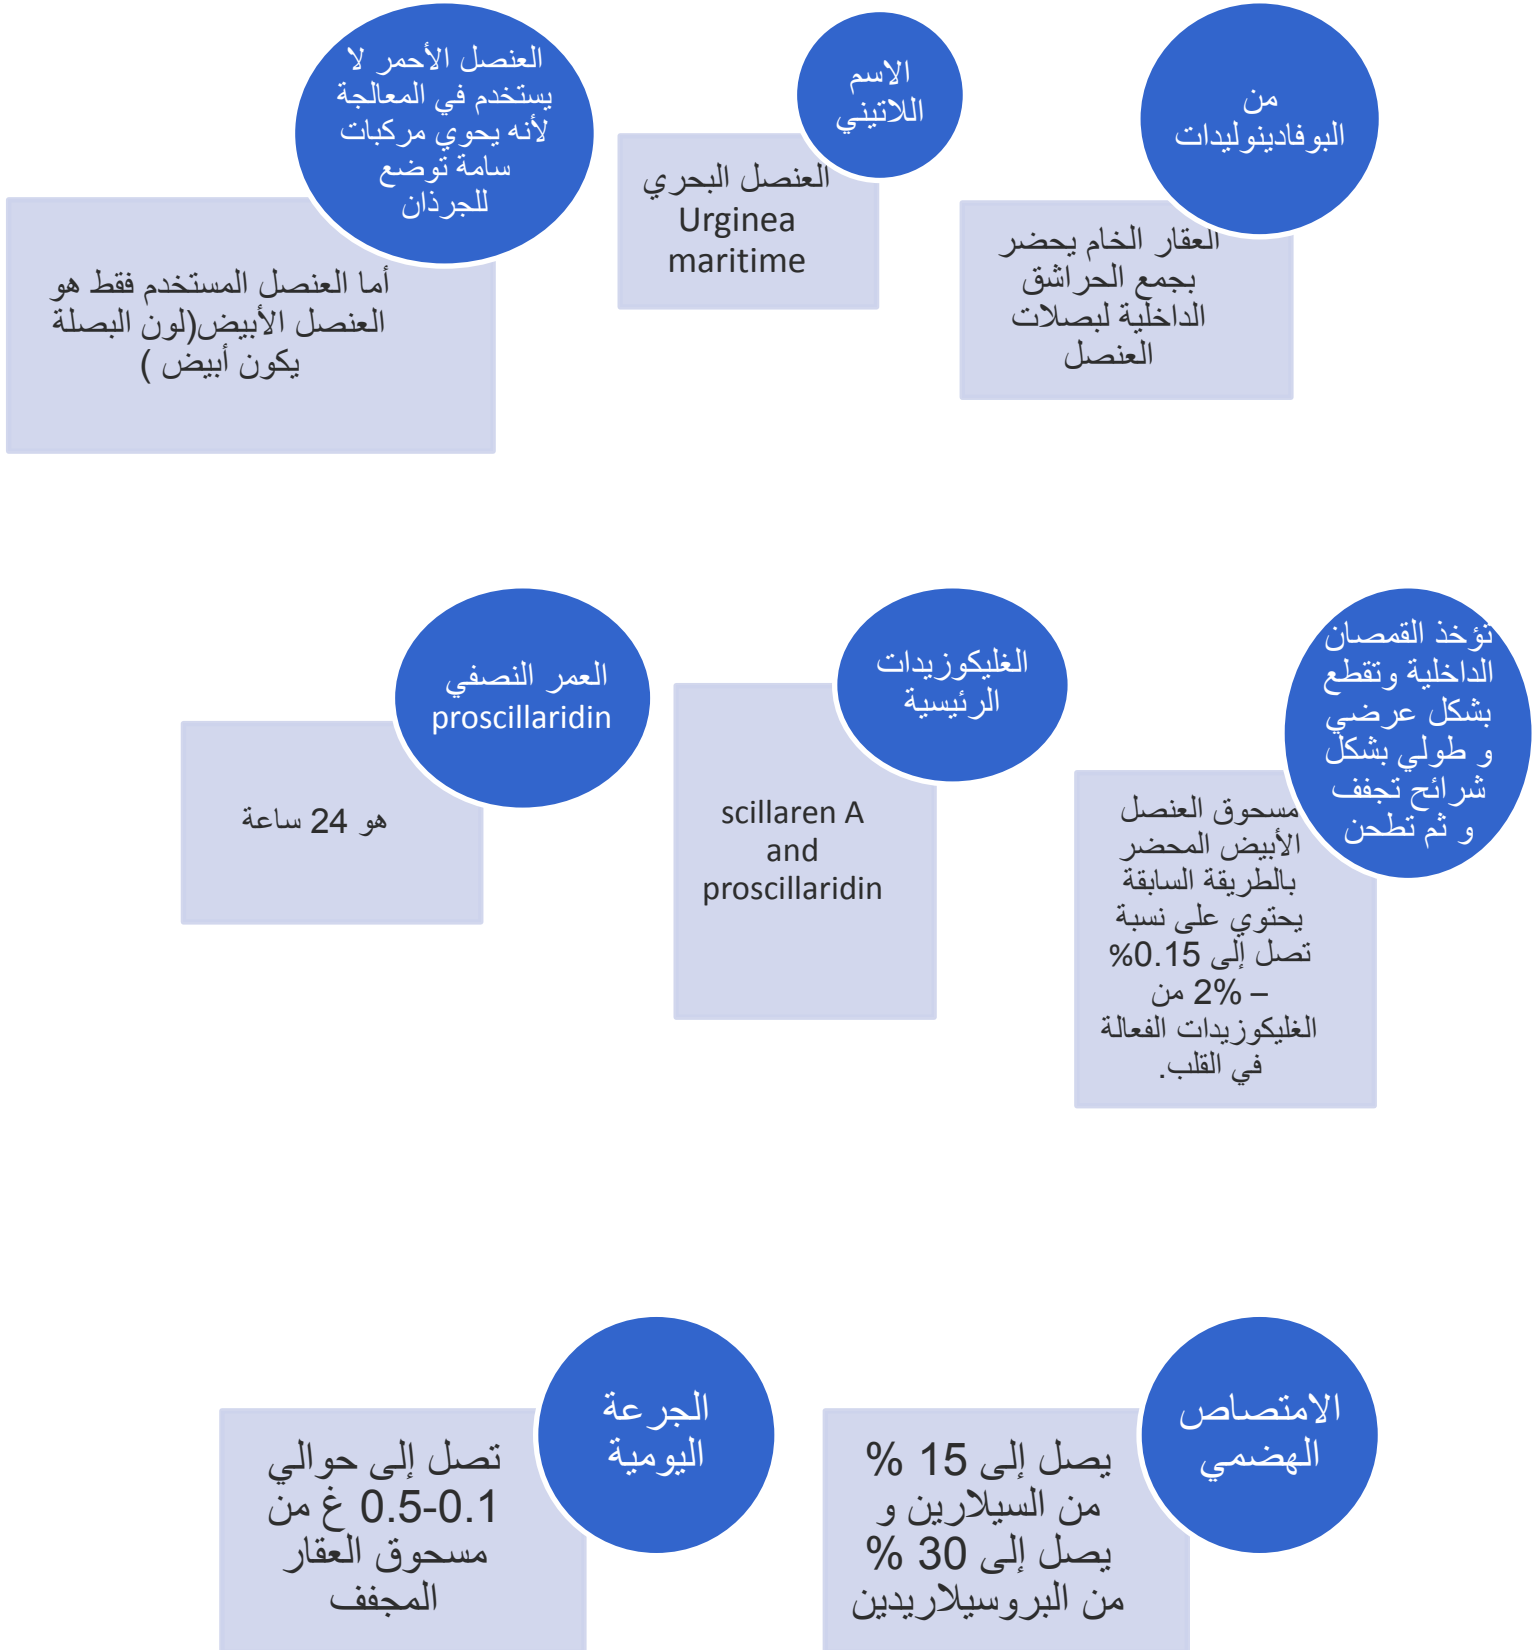 من
البوفادينوليدات
العقار الخام يحضر
بجمع الحراشق
الداخلية لبصلات
العنصل
الاسم
اللاتيني
العنصل البحري
Urginea
maritime
العنصل الأحمر لا
يستخدم في المعالجة
لأنه يحوي مركبات
سامة توضع
للجرذان
أما العنصل المستخدم فقط هو
العنصل الأبيض(لون البصلة
يكون أبيض )
تؤخذ القمصان
الداخلية وتقطع
بشكل عرضي
و طولي بشكل
شرائح تجفف
و ثم تطحن
مسحوق العنصل
الأبيض المحضر
بالطريقة السابقة
يحتوي على نسبة
تصل إلى 0.15%
– 2% من
الغليكوزيدات الفعالة
في القلب.
الغليكوزيدات
الرئيسية
scillaren A
and
proscillaridin
العمر النصفي
proscillaridin
هو 24 ساعة
الامتصاص
الهضمي
يصل إلى 15 %
من السيلارين و
يصل إلى 30 %
من البروسيلاريدين
الجرعة
اليومية
تصل إلى حوالي
0.1-0.5 غ من
مسحوق العقار
المجفف